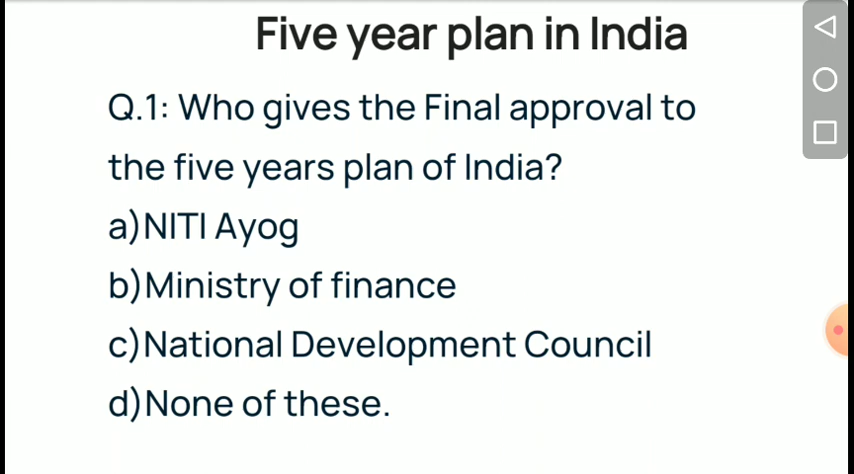 Five year plan in India
Q.1: Who gives the Final approval to
the five years plan of India?
a)NITI Ayog
b)Ministry of finance
c)National Development Council
d)None of these.